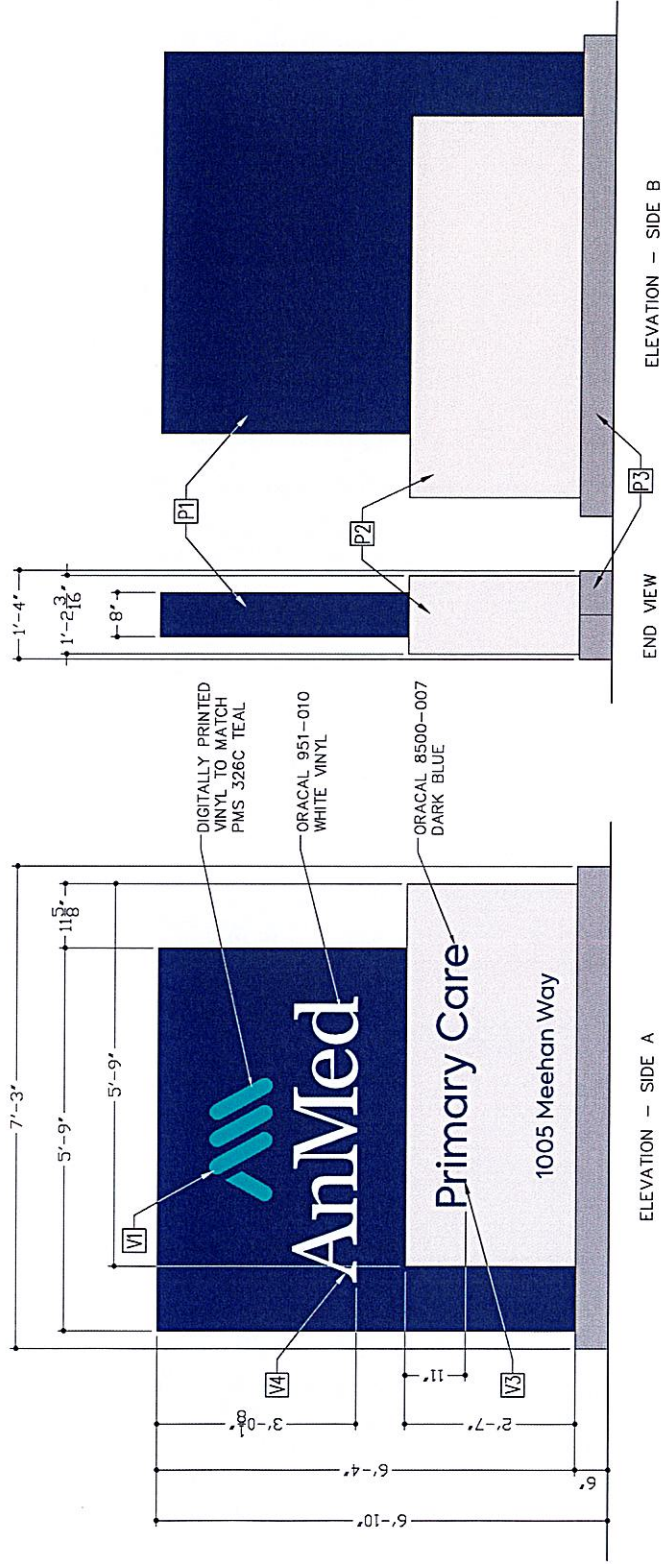 7'-3"
5'-9"
11 5/8"
5'-9"
6'-10"
6'-4"
3'-0 1/8"
2'-7"
11"
6"
V1
V4
V3
AnMed
Primary Care
1005 Meehan Way
DIGITALLY PRINTED
VINYL TO MATCH
PMS 326C TEAL
ORACAL 951-010
WHITE VINYL
ORACAL 8500-007
DARK BLUE
ELEVATION - SIDE A
1'-4"
1'-2 3/16"
8"
P1
P2
P3
END VIEW
ELEVATION - SIDE B